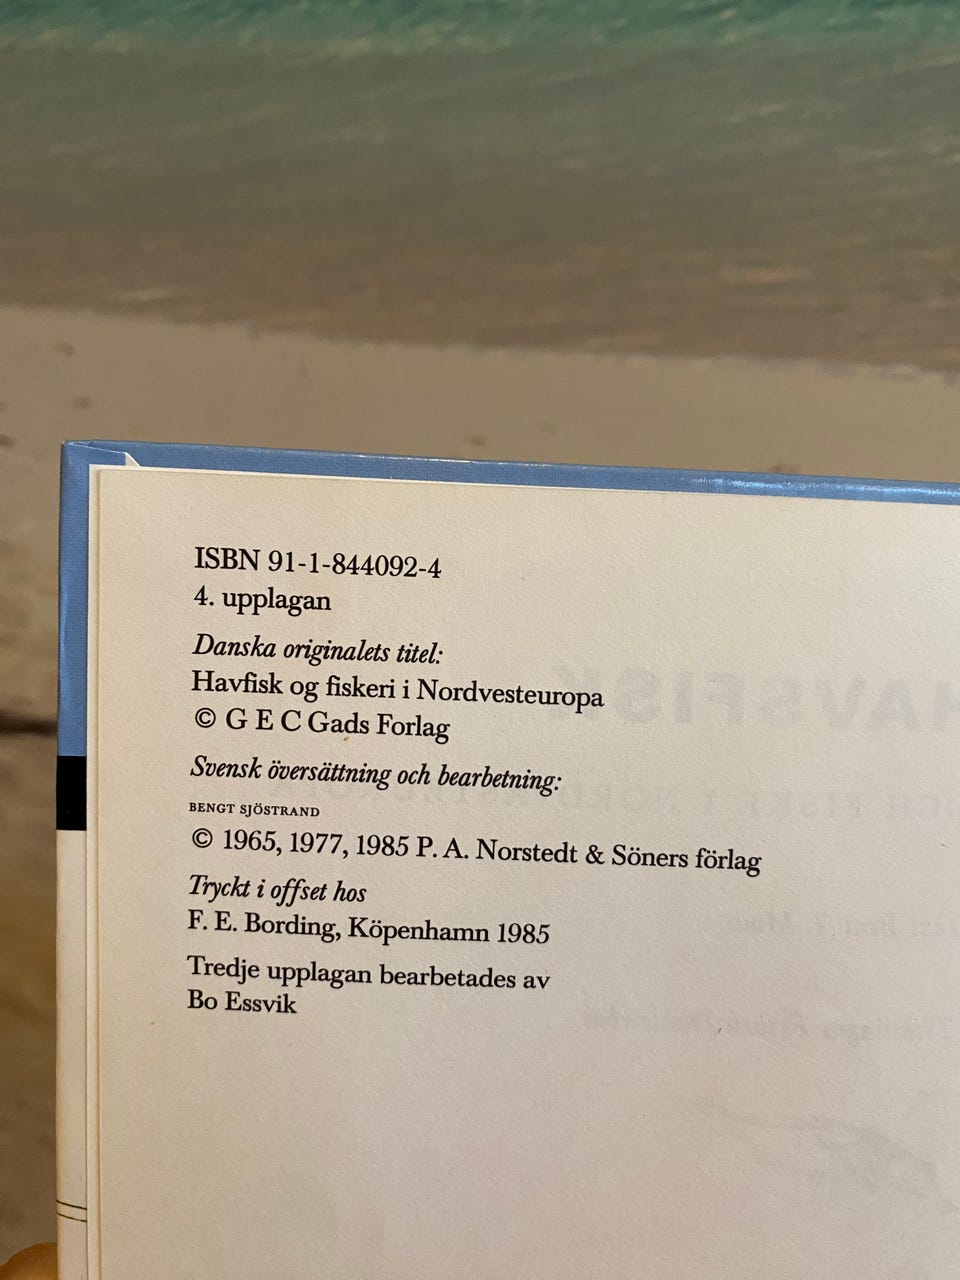 ISBN 91-1-844092-4
4. upplagan
Danska originalets titel:
Havfisk og fiskeri i Nordvesteuropa
© G E C Gads Forlag
Svensk översättning och bearbetning:
BENGT SJÖSTRAND
© 1965, 1977, 1985 P. A. Norstedt & Söners förlag
Tryckt i offset hos
F. E. Bording, Köpenhamn 1985
Tredje upplagan bearbetades av
Bo Essvik